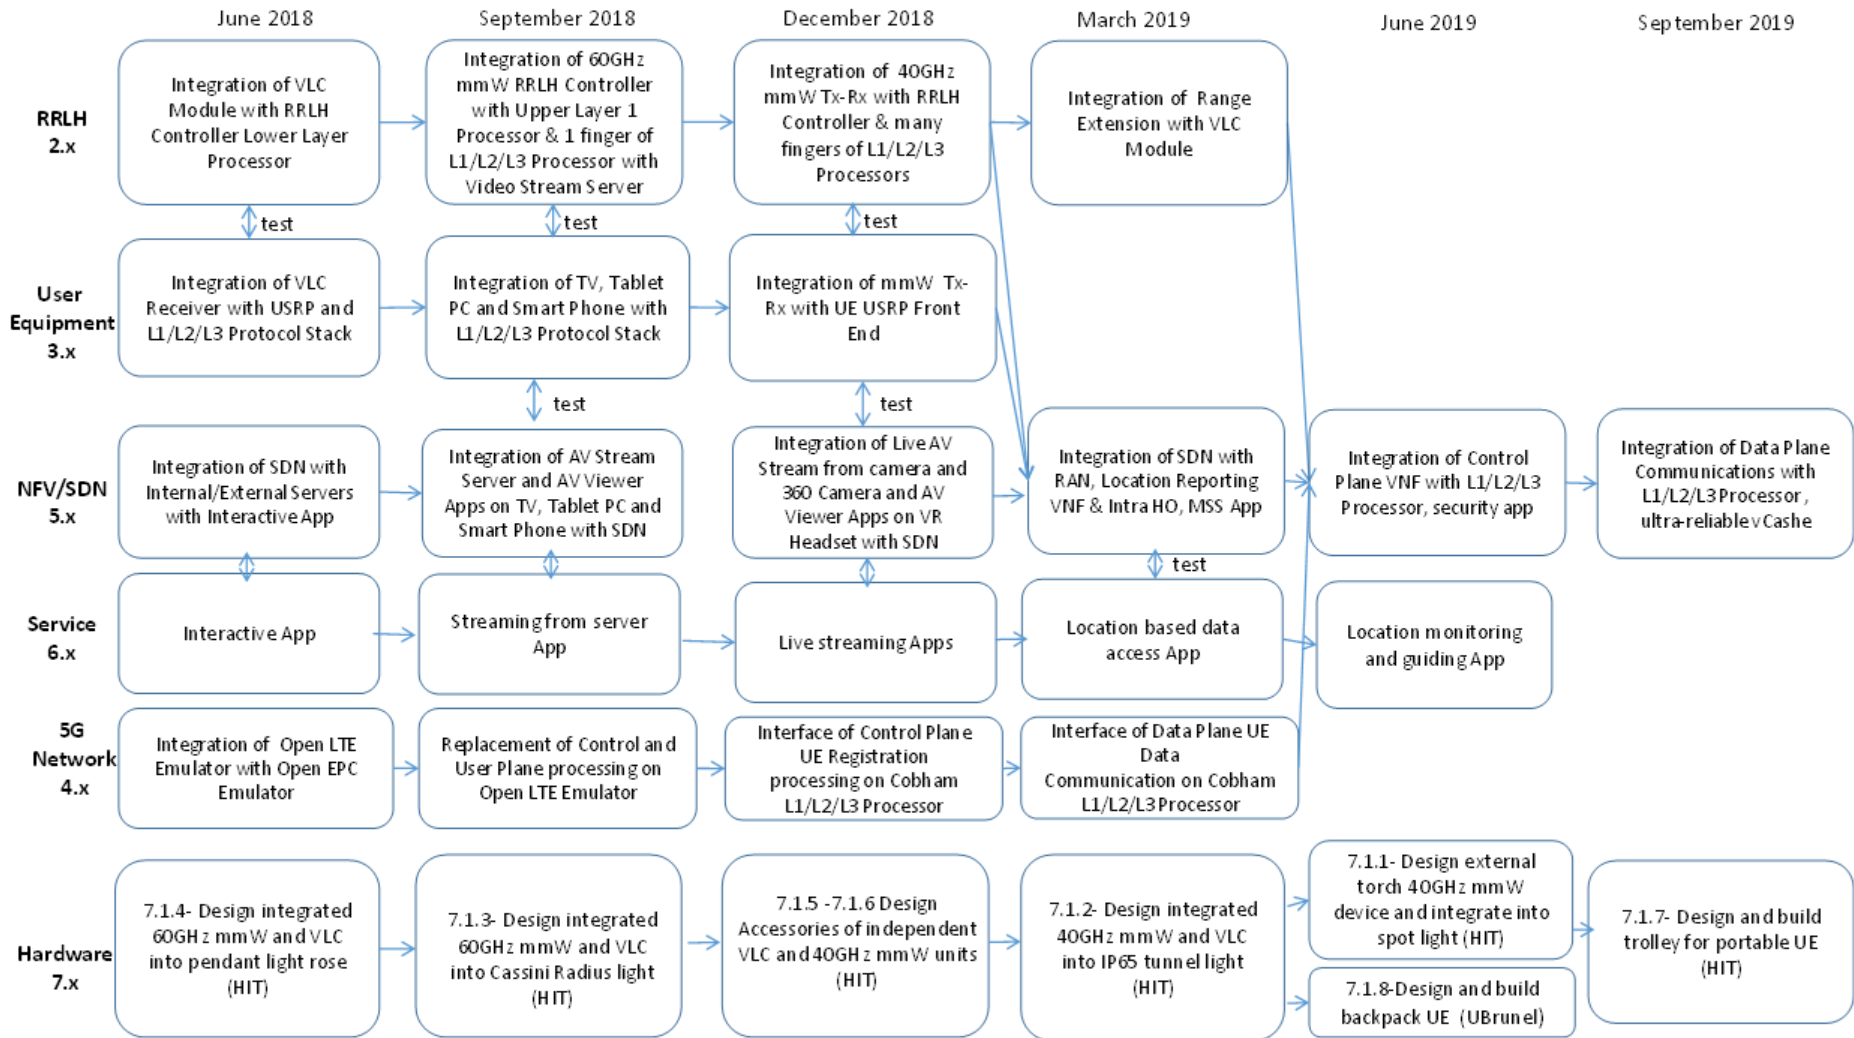 June 2018
September 2018
December 2018
March 2019
June 2019
September 2019
RRLH
2.x
Integration of VLC
Module with RRLH
Controller Lower Layer
Processor
Integration of 60GHz
mmW RRLH Controller
with Upper Layer 1
Processor & 1 finger of
L1/L2/L3 Processor with
Video Stream Server
Integration of 40GHz
mmW Tx-Rx with RRLH
Controller & many
fingers of L1/L2/L3
Processors
Integration of Range
Extension with VLC
Module
test
test
test
User
Equipment
3.x
Integration of VLC
Receiver with USRP and
L1/L2/L3 Protocol Stack
Integration of TV, Tablet
PC and Smart Phone with
L1/L2/L3 Protocol Stack
Integration of mmW Tx-
Rx with UE USRP Front
End
test
test
NFV/SDN
5.x
Integration of SDN with
Internal/External Servers
with Interactive App
Integration of AV Stream
Server and AV Viewer
Apps on TV, Tablet PC and
Smart Phone with SDN
Integration of Live AV
Stream from camera and
360 Camera and AV
Viewer Apps on VR
Headset with SDN
Integration of SDN with
RAN, Location Reporting
VNF & Intra HO, MSS App
Integration of Control
Plane VNF with L1/L2/L3
Processor, security app
Integration of Data Plane
Communications with
L1/L2/L3 Processor,
ultra-reliable vCashe
test
Service
6.x
Interactive App
Streaming from server
App
Live streaming Apps
Location based data
access App
Location monitoring
and guiding App
5G
Network
4.x
Integration of Open LTE
Emulator with Open EPC
Emulator
Replacement of Control and
User Plane processing on
Open LTE Emulator
Interface of Control Plane
UE Registration
processing on Cobham
L1/L2/L3 Processor
Interface of Data Plane UE
Data
Communication on Cobham
L1/L2/L3 Processor
Hardware
7.x
7.1.4- Design integrated
60GHz mmW and VLC
into pendant light rose
(HIT)
7.1.3- Design integrated
60GHz mmW and VLC
into Cassini Radius light
(HIT)
7.1.5 -7.1.6 Design
Accessories of independent
VLC and 40GHz mmW units
(HIT)
7.1.2- Design integrated
40GHz mmW and VLC
into IP65 tunnel light
(HIT)
7.1.1- Design external
torch 40GHz mmW
device and integrate into
spot light (HIT)
7.1.8-Design and build
backpack UE (UBrunel)
7.1.7- Design and build
trolley for portable UE
(HIT)